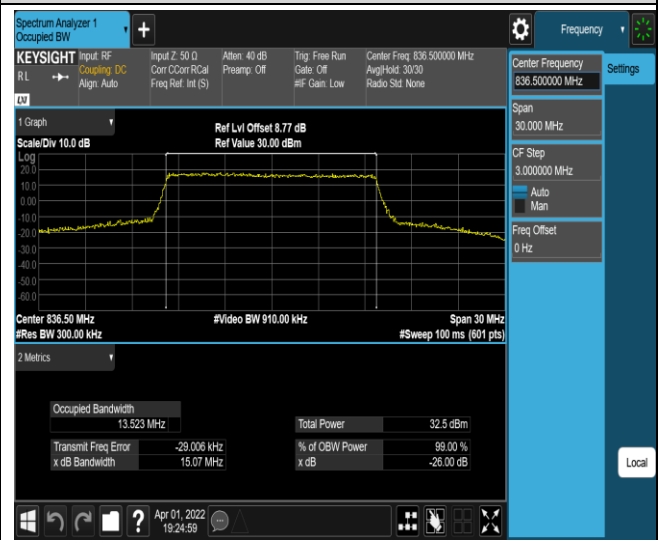 Spectrum Analyzer 1
Occupied BW
Frequency
KEYSIGHT
R L
LXI
Input: RF
Coupling: DC
Align: Auto
Input Z: 50 Ω
Corr CCorr RCal
Freq Ref: Int (S)
Atten: 40 dB
Preamp: Off
Trig: Free Run
Gate: Off
#IF Gain: Low
Center Freq: 836.500000 MHz
Avg|Hold: 30/30
Radio Std: None
Center Frequency
836.500000 MHz
Settings
Span
30.000 MHz
CF Step
3.000000 MHz
Auto
Man
Freq Offset
0 Hz
1 Graph
Scale/Div 10.0 dB
Ref Lvl Offset 8.77 dB
Ref Value 30.00 dBm
Log
20.0
10.0
0.00
-10.0
-20.0
-30.0
-40.0
-50.0
-60.0
Center 836.50 MHz
#Video BW 910.00 kHz
Span 30 MHz
#Res BW 300.00 kHz
#Sweep 100 ms (601 pts)
2 Metrics
Occupied Bandwidth
13.523 MHz
Total Power 32.5 dBm
Transmit Freq Error -29.006 kHz
% of OBW Power 99.00 %
x dB Bandwidth 15.07 MHz
x dB -26.00 dB
Local
?
Apr 01, 2022
19:24:59